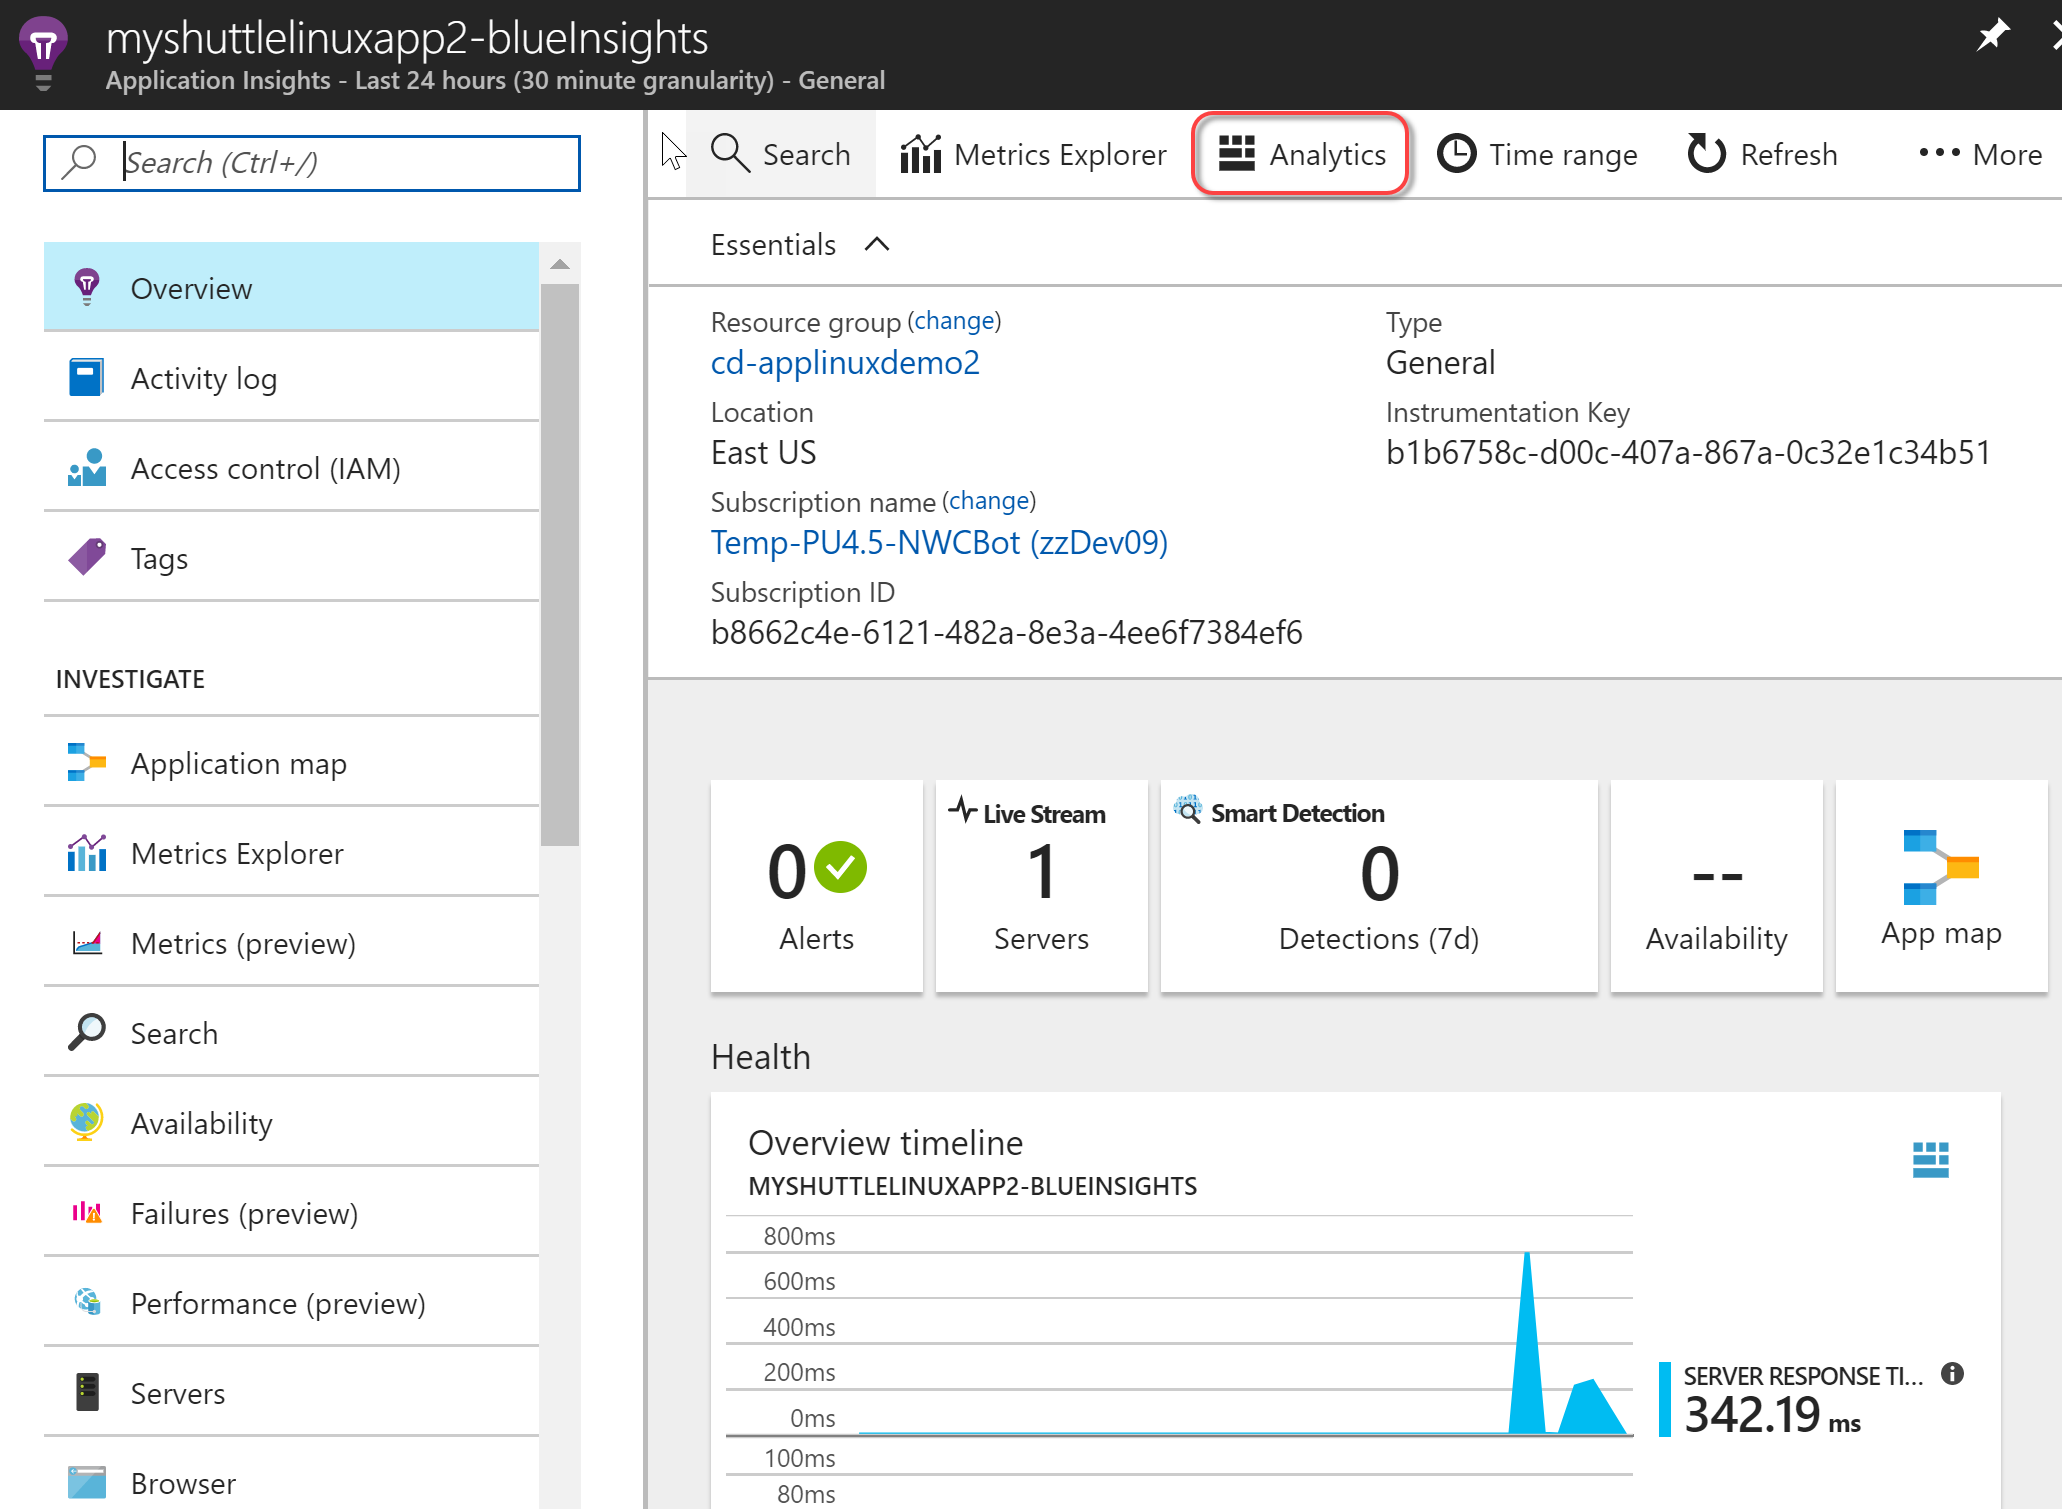 myshuttlelinuxapp2-blueInsights
Application Insights - Last 24 hours (30 minute granularity) - General
Search (Ctrl+/)
Overview
Activity log
Access control (IAM)
Tags
INVESTIGATE
Application map
Metrics Explorer
Metrics (preview)
Search
Availability
Failures (preview)
Performance (preview)
Servers
Browser
Search Metrics Explorer Analytics Time range Refresh ••• More
Essentials
Resource group (change)
cd-applinuxdemo2
Location
East US
Subscription name (change)
Temp-PU4.5-NWCBot (zzDev09)
Subscription ID
b8662c4e-6121-482a-8e3a-4ee6f7384ef6
Type
General
Instrumentation Key
b1b6758c-d00c-407a-867a-0c32e1c34b51
0
Alerts
Live Stream
1
Servers
Smart Detection
0
Detections (7d)
--
Availability
App map
Health
Overview timeline
MYSHUTTLELINUXAPP2-BLUEINSIGHTS
800ms
600ms
400ms
200ms
0ms
100ms
80ms
SERVER RESPONSE TI...
342.19 ms